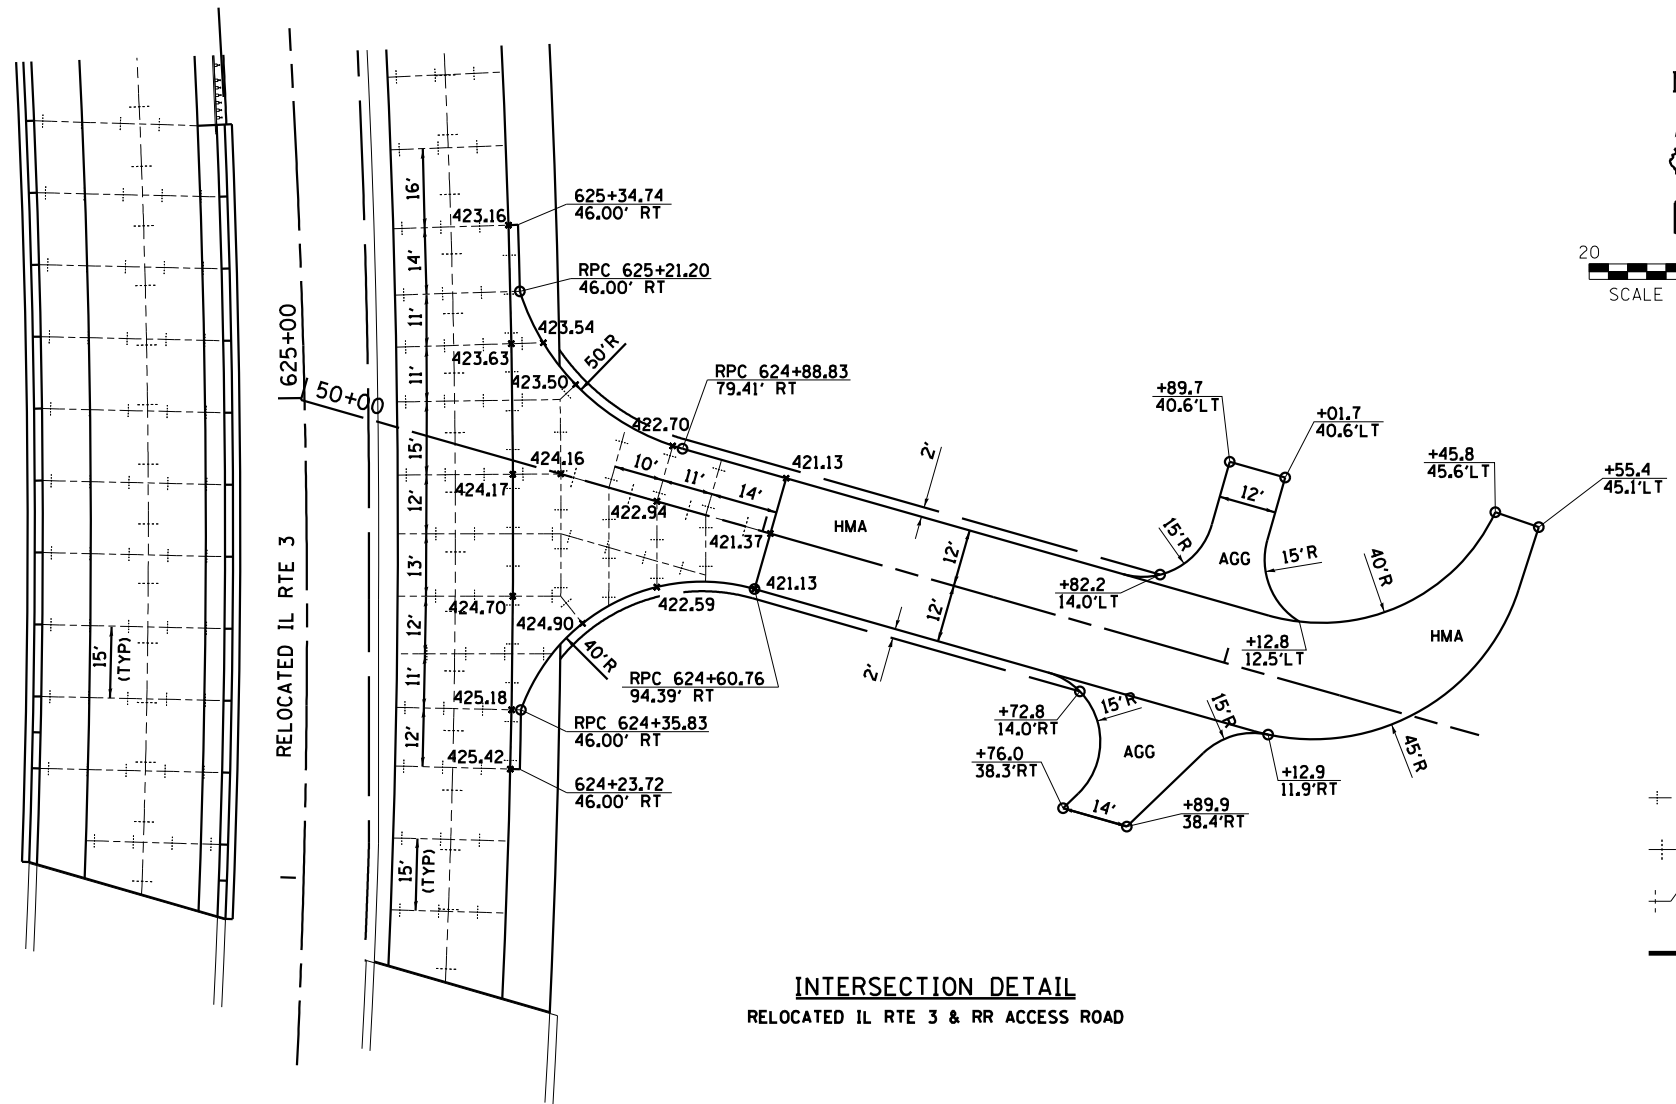 625+34.74
46.00' RT
423.16
16'
14'
RPC 625+21.20
46.00' RT
11'
423.54
423.63
50'R
11'
423.50
RPC 624+88.83
79.41' RT
625+00
50+00
422.70
15'
424.16
424.17
10'
11'
14'
421.13
422.94
421.37
HMA
2'
12'
12'
12'
13'
421.13
424.70
422.59
424.90
12'
40'R
RPC 624+60.76
94.39' RT
2'
11'
425.18
RPC 624+35.83
46.00' RT
12'
425.42
624+23.72
46.00' RT
15'
(TYP)
15'
(TYP)
RELOCATED IL RTE 3
+89.7
40.6'LT
+01.7
40.6'LT
12'
15'R
AGG
15'R
+82.2
14.0'LT
40'R
+45.8
45.6'LT
+55.4
45.1'LT
+12.8
12.5'LT
HMA
+72.8
14.0'RT
15'R
15'R
+76.0
38.3'RT
AGG
14'
+89.9
38.4'RT
+12.9
11.9'RT
45'R
20
SCALE
INTERSECTION DETAIL
RELOCATED IL RTE 3 & RR ACCESS ROAD